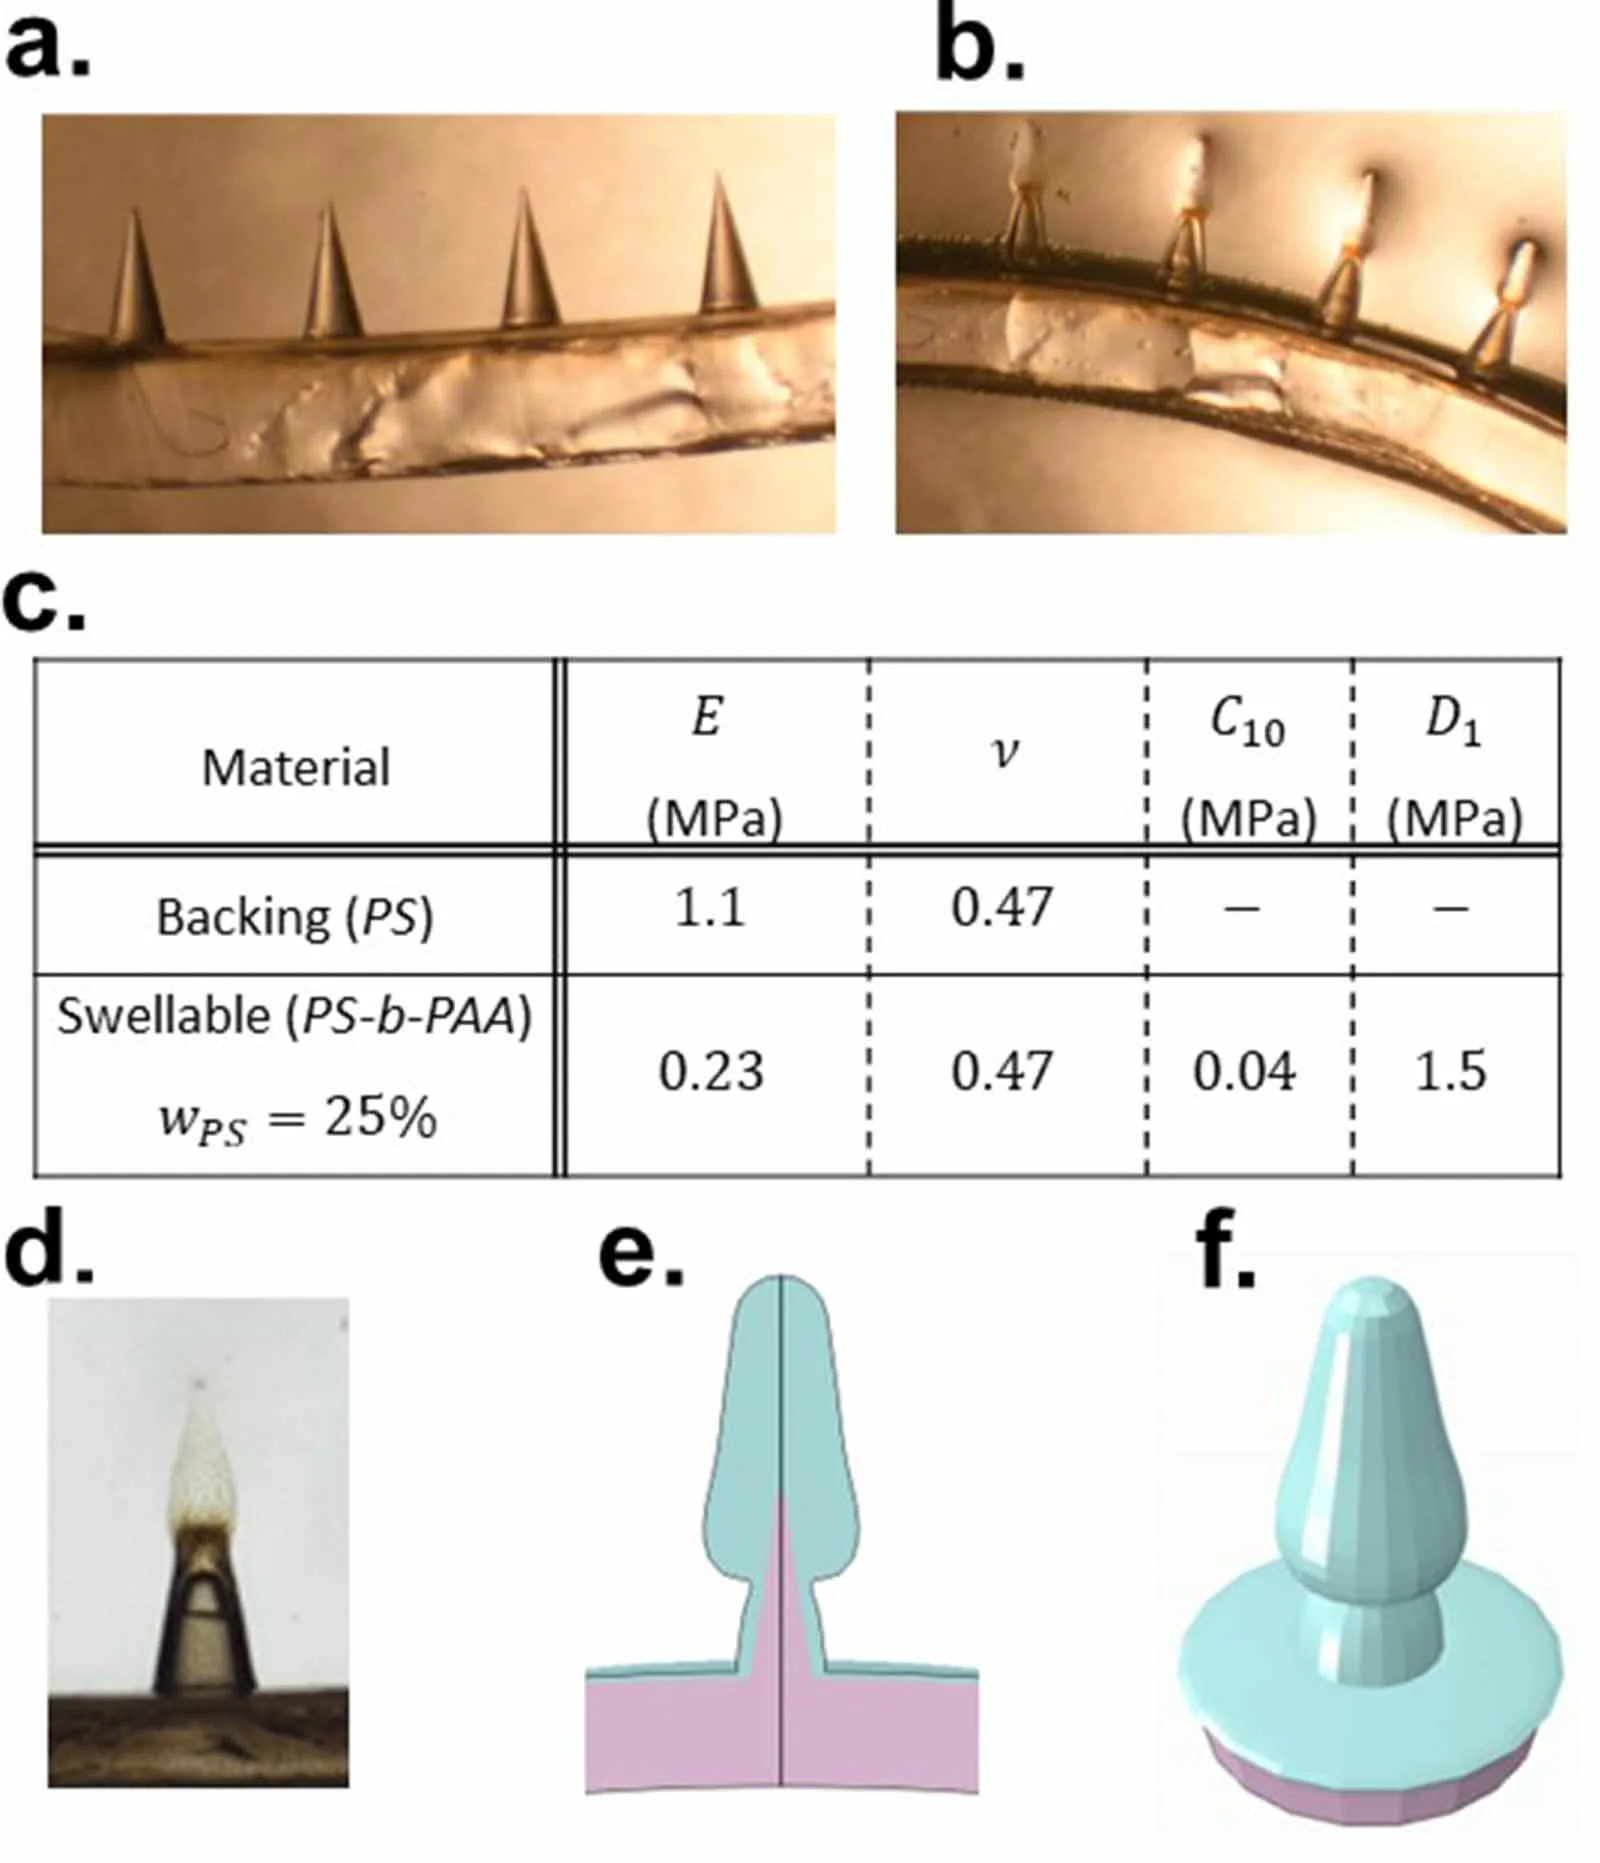 a.
b.
c.
Material
E
(MPa)
ν
C₁₀
(MPa)
D₁
(MPa)
Backing (PS)
1.1
0.47
–
–
Swellable (PS-b-PAA)
w_PS = 25%
0.23
0.47
0.04
1.5
d.
e.
f.